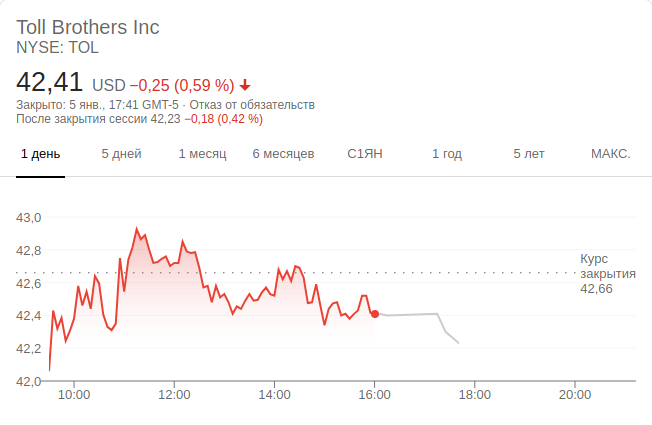 Toll Brothers Inc
NYSE: TOL
42,41 USD −0,25 (0,59 %)
Закрыто: 5 янв., 17:41 GMT-5 · Отказ от обязательств
После закрытия сессии 42,23 −0,18 (0,42 %)
1 день 5 дней 1 месяц 6 месяцев С1ЯН 1 год 5 лет МАКС.
43,0
42,8
Курс
закрытия
42,66
42,6
42,4
42,2
42,0
10:00 12:00 14:00 16:00 18:00 20:00